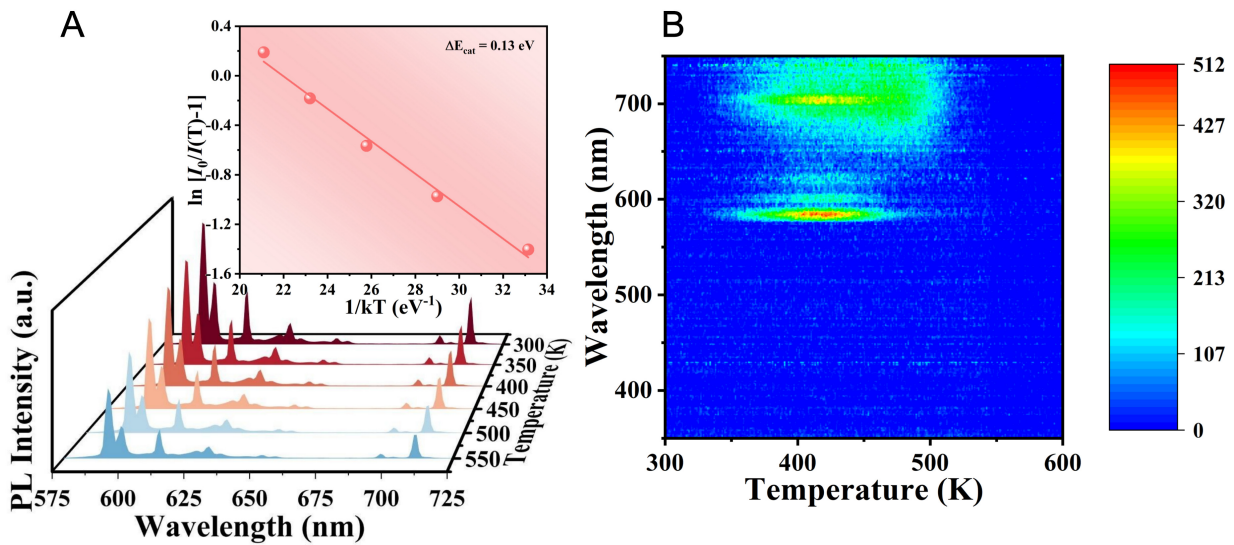 A
0.4
0.0
-0.4
-0.8
-1.2
-1.6
ln [I₀/I(T)-1]
ΔE_cat = 0.13 eV
20 22 24 26 28 30 32 34
1/kT (eV⁻¹)
PL Intensity (a.u.)
300
350
400
450
500
550
Temperature (K)
575 600 625 650 675 700 725
Wavelength (nm)
B
700
600
500
400
Wavelength (nm)
300 400 500 600
Temperature (K)
512
427
320
213
107
0